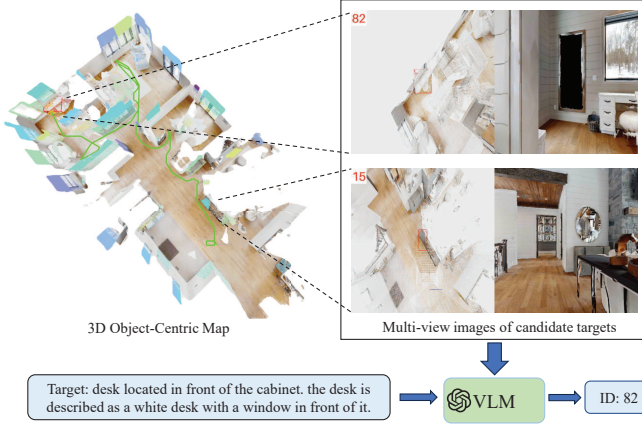 82
15
3D Object-Centric Map
Multi-view images of candidate targets
Target: desk located in front of the cabinet. the desk is
described as a white desk with a window in front of it.
VLM
ID: 82